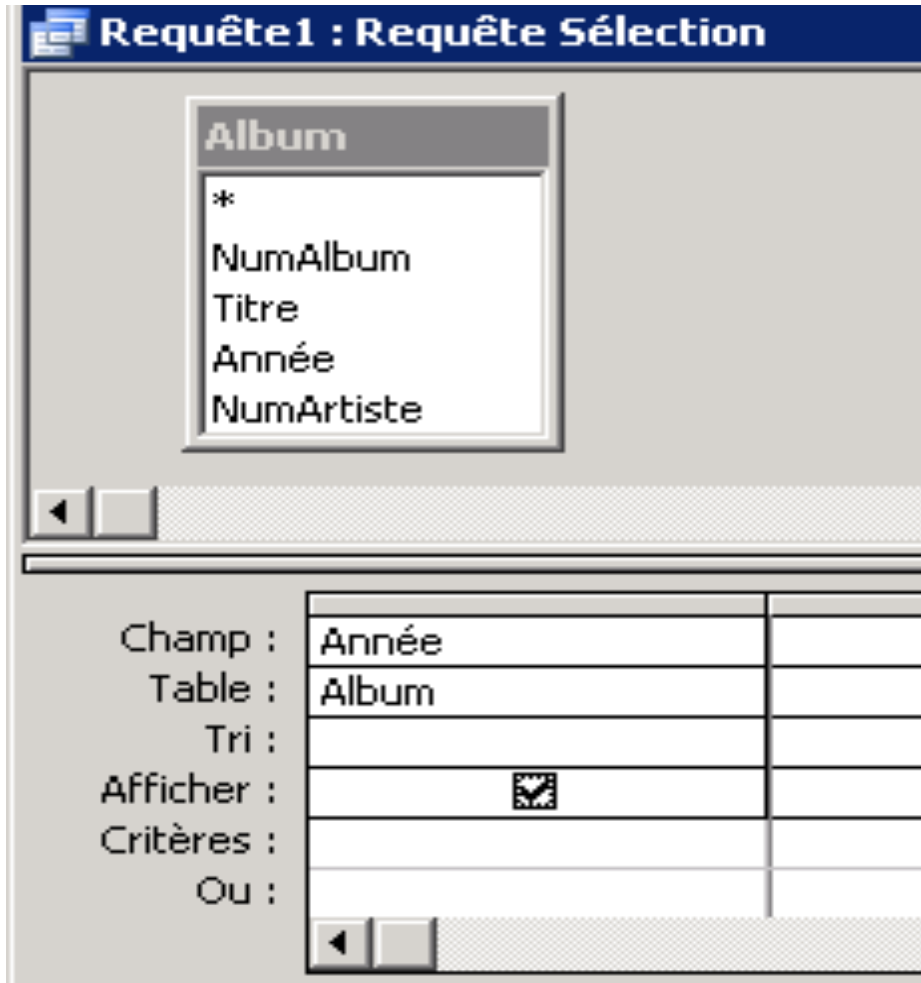 Requête1 : Requête Sélection
Album
*
NumAlbum
Titre
Année
NumArtiste
Champ : Année
Table : Album
Tri :
Afficher :
Critères :
Ou :